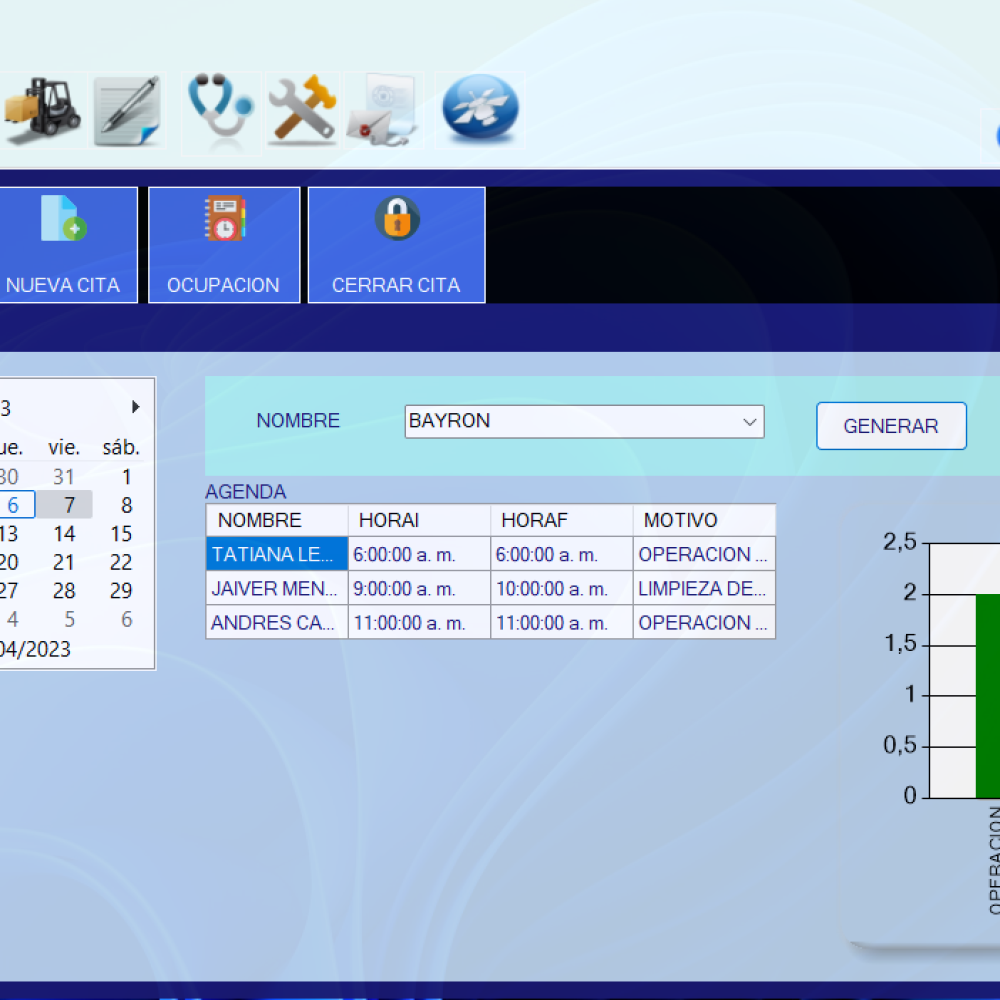 NUEVA CITA
OCUPACION
CERRAR CITA
3
ue. vie. sáb.
30 31 1
6 7 8
13 14 15
20 21 22
27 28 29
4 5 6
04/2023
NOMBRE
BAYRON
GENERAR
AGENDA
NOMBRE HORAI HORAF MOTIVO
TATIANA LE... 6:00:00 a. m. 6:00:00 a. m. OPERACION ...
JAIVER MEN... 9:00:00 a. m. 10:00:00 a. m. LIMPIEZA DE...
ANDRES CA... 11:00:00 a. m. 11:00:00 a. m. OPERACION ...
2,5
2
1,5
1
0,5
0
OPERACION